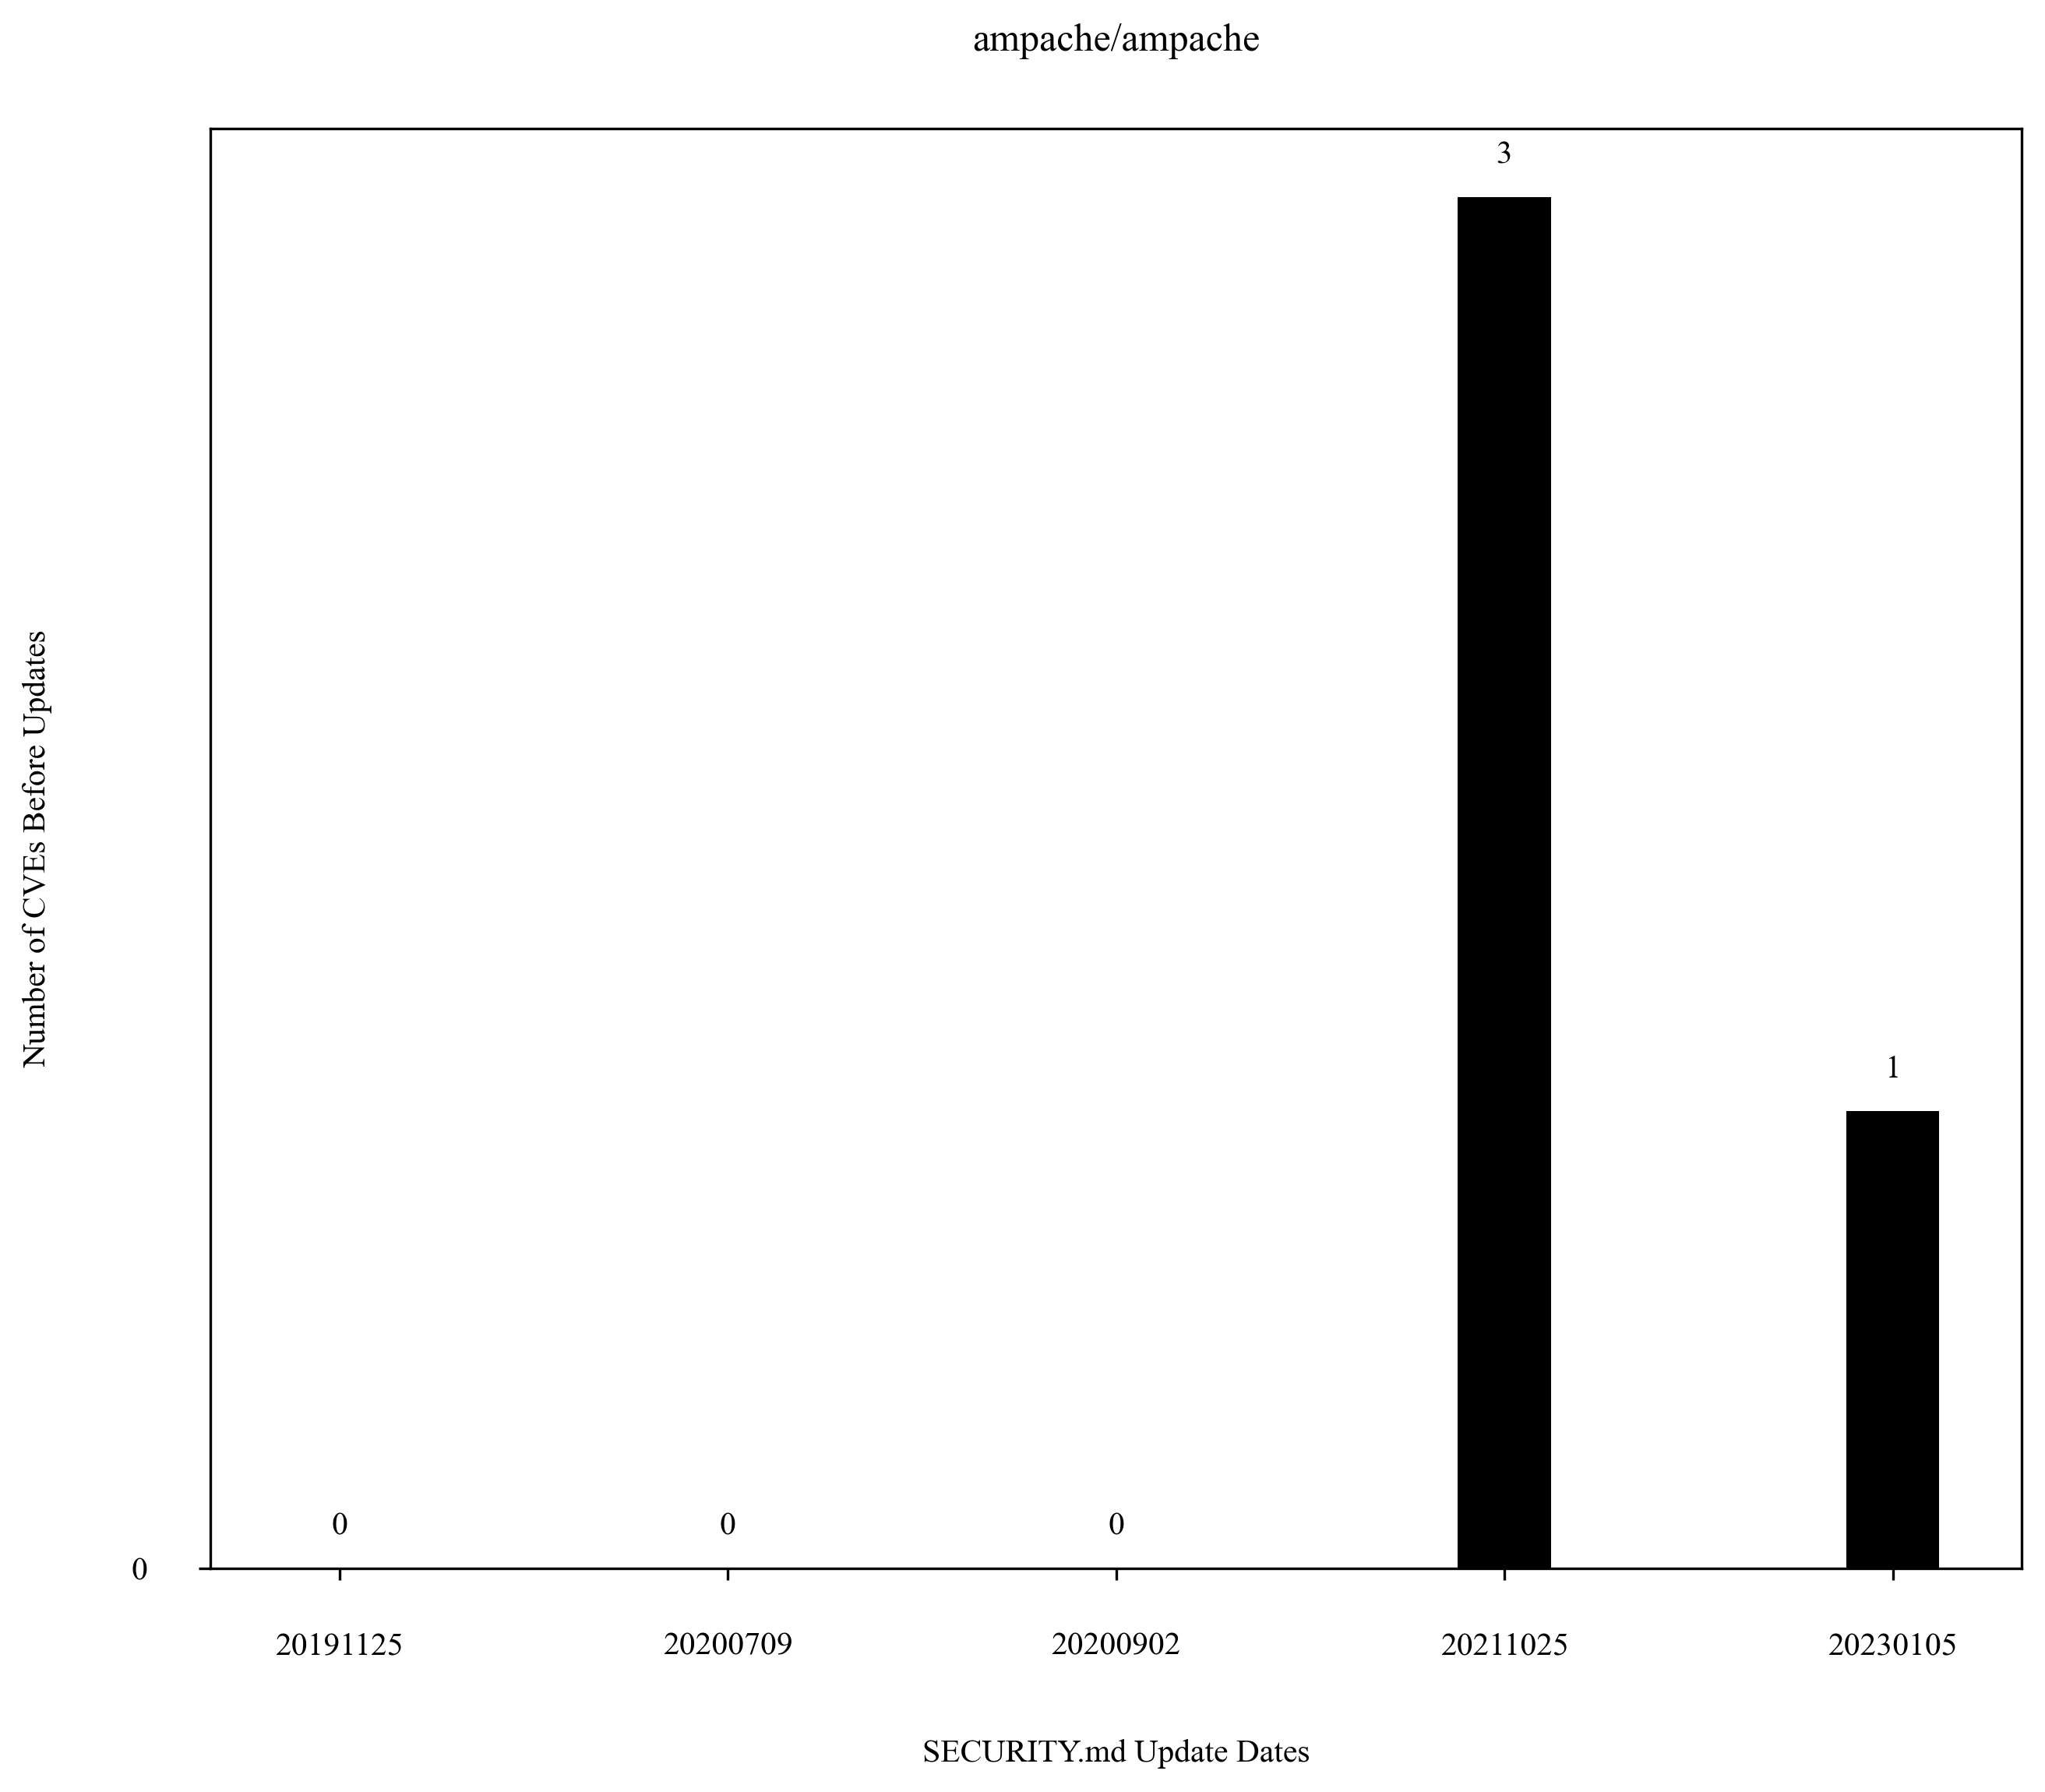 ampache/ampache
Number of CVEs Before Updates
3
1
0 0 0
0
20191125 20200709 20200902 20211025 20230105
SECURITY.md Update Dates